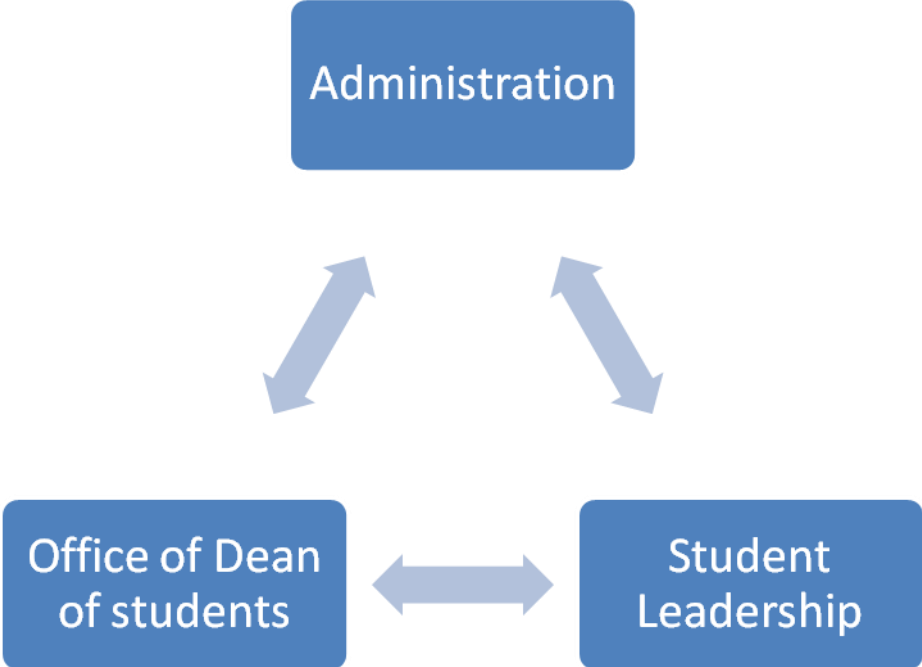 Administration
Office of Dean
of students
Student
Leadership